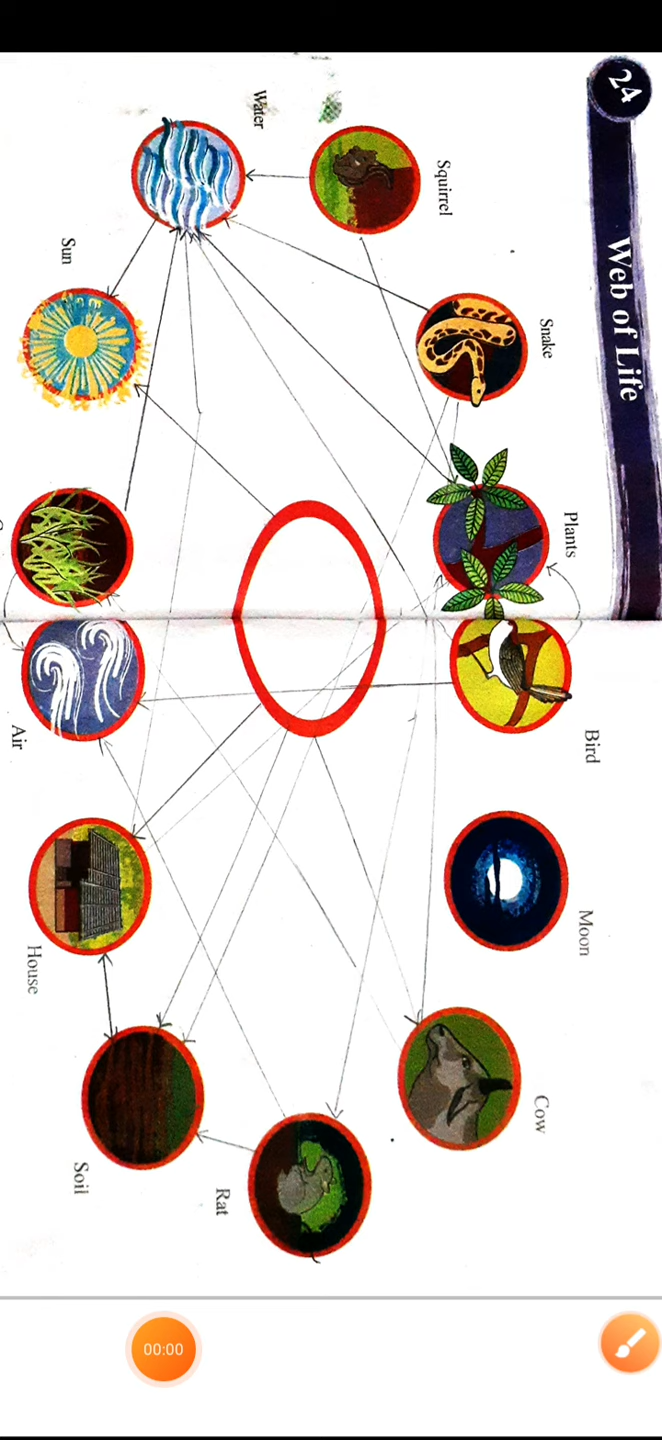 24
Web of Life
Squirrel
Snake
Plants
Bird
Moon
Cow
Water
Sun
Air
House
Soil
Rat
00:00